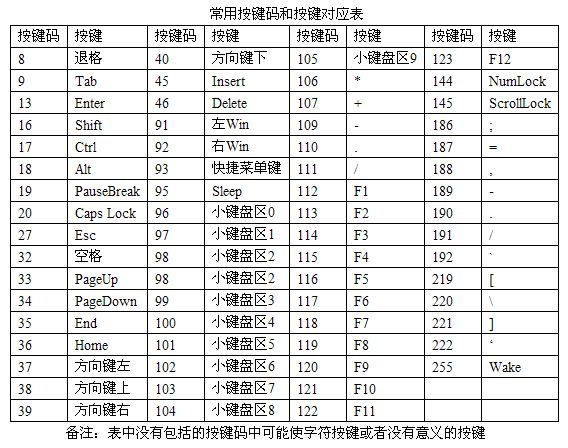 常用按键码和按键对应表
按键码 按键 按键码 按键 按键码 按键 按键码 按键
8 退格 40 方向键下 105 小键盘区9 123 F12
9 Tab 45 Insert 106 * 144 NumLock
13 Enter 46 Delete 107 + 145 ScrollLock
16 Shift 91 左Win 109 - 186 ;
17 Ctrl 92 右Win 110 . 187 =
18 Alt 93 快捷菜单键 111 / 188 ,
19 PauseBreak 95 Sleep 112 F1 189 -
20 Caps Lock 96 小键盘区0 113 F2 190 .
27 Esc 97 小键盘区1 114 F3 191 /
32 空格 98 小键盘区2 115 F4 192 `
33 PageUp 98 小键盘区2 116 F5 219 [
34 PageDown 99 小键盘区3 117 F6 220 \
35 End 100 小键盘区4 118 F7 221 ]
36 Home 101 小键盘区5 119 F8 222 ‘
37 方向键左 102 小键盘区6 120 F9 255 Wake
38 方向键上 103 小键盘区7 121 F10
39 方向键右 104 小键盘区8 122 F11
备注：表中没有包括的按键码中可能使字符按键或者没有意义的按键